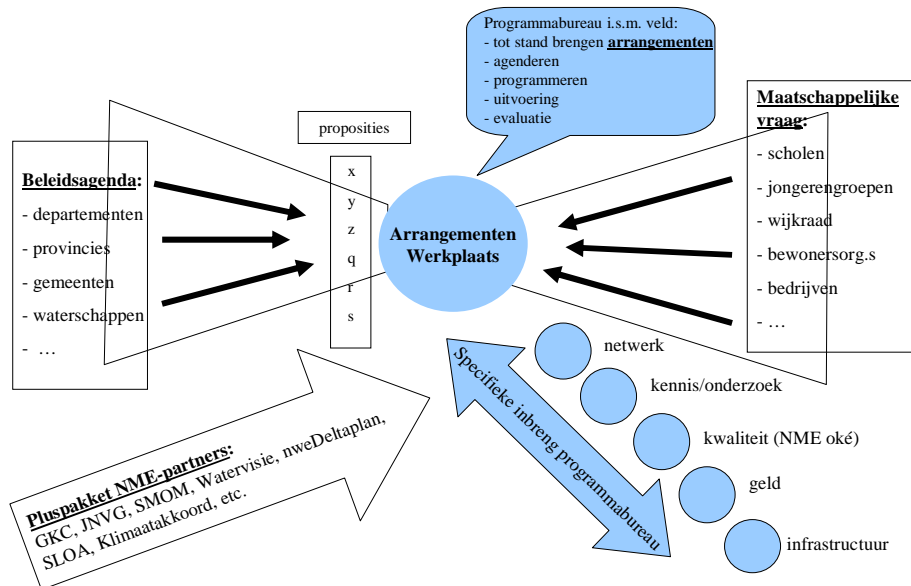 Programmabureau i.s.m. veld:
- tot stand brengen arrangementen
- agenderen
- programmeren
- uitvoering
- evaluatie
proposities
x
y
z
q
r
s
Beleidsagenda:
- departementen
- provincies
- gemeenten
- waterschappen
- …
Arrangementen
Werkplaats
Maatschappelijke
vraag:
- scholen
- jongerengroepen
- wijkraad
- bewonersorg.s
- bedrijven
- …
Pluspakket NME-partners:
GKC, JNVG, SMOM, Watervisie, nweDeltaplan,
SLOA, Klimaatakkoord, etc.
Specifieke inbreng programmabureau
netwerk
kennis/onderzoek
kwaliteit (NME oké)
geld
infrastructuur